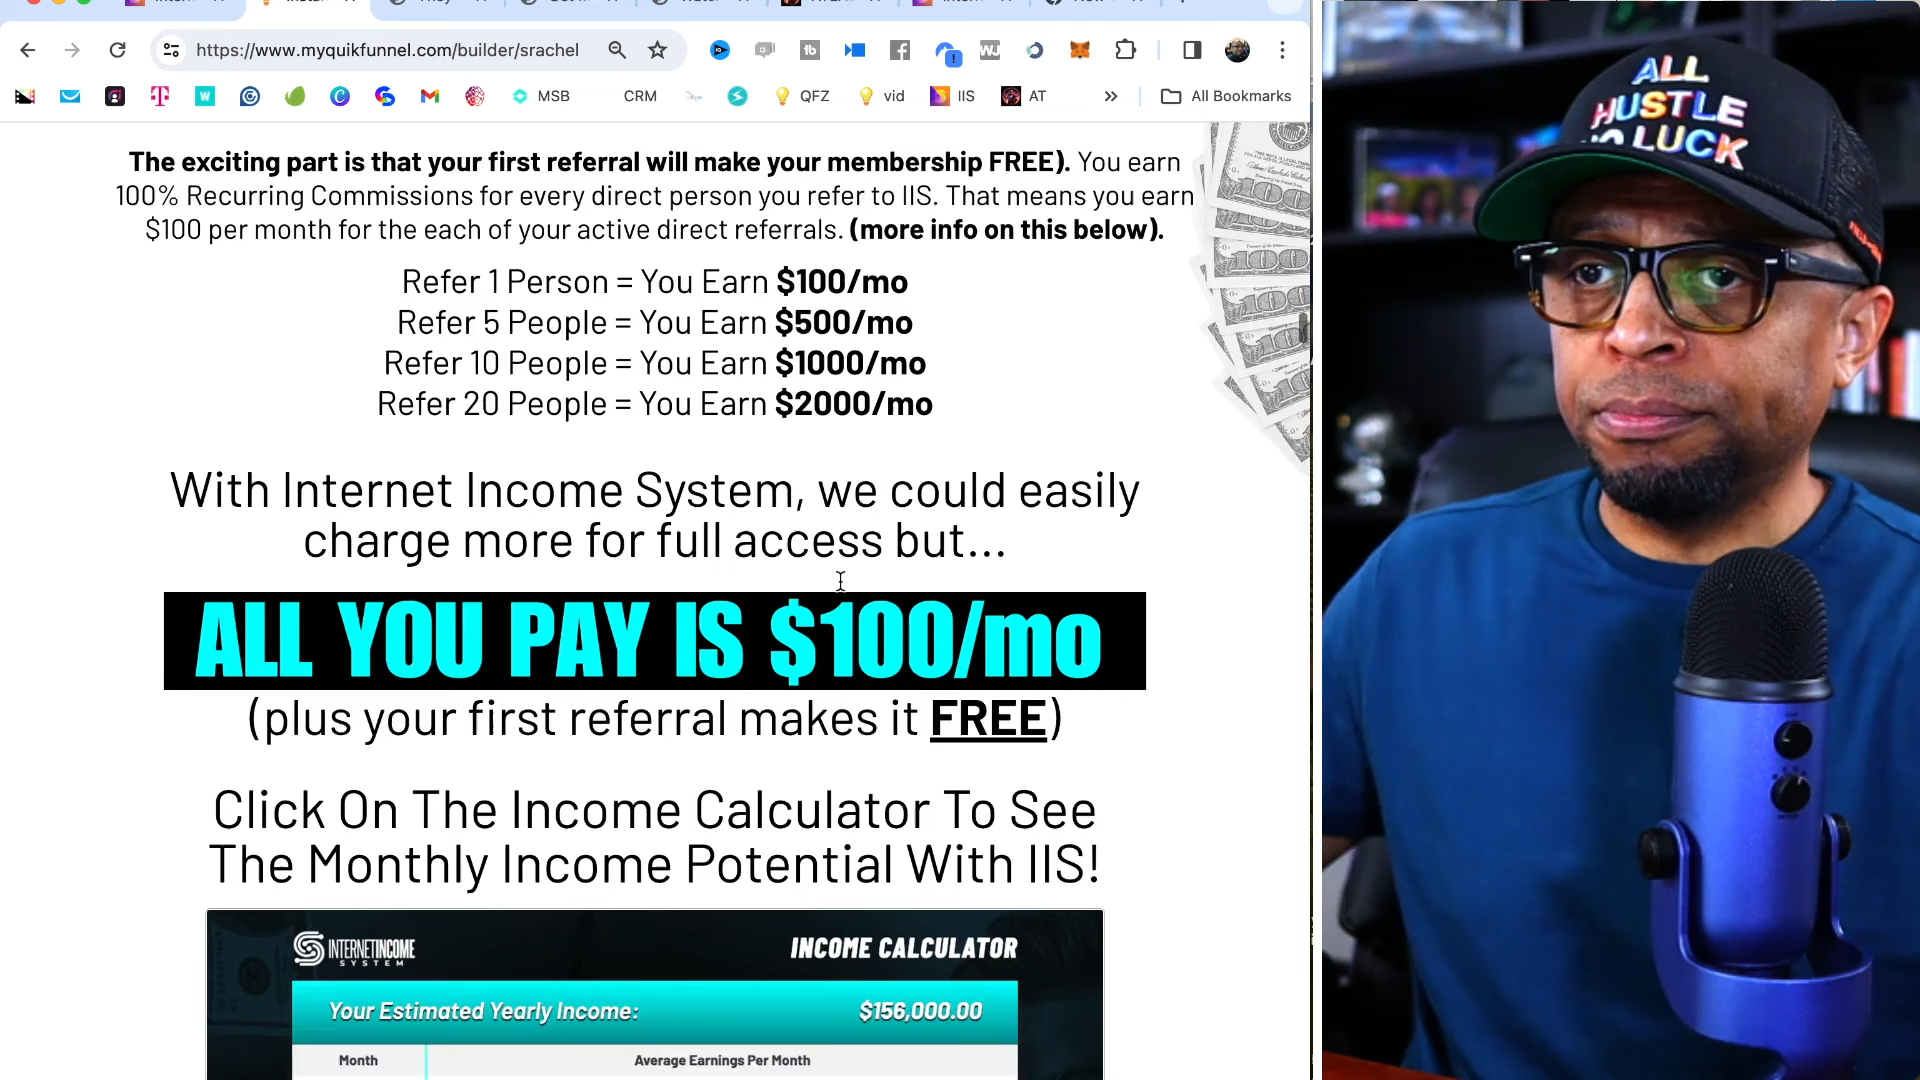 https://www.myquikfunnel.com/builder/srachel
MSB
CRM
QFZ
vid
IIS
AT
All Bookmarks
The exciting part is that your first referral will make your membership FREE). You earn
100% Recurring Commissions for every direct person you refer to IIS. That means you earn
$100 per month for the each of your active direct referrals. (more info on this below).
Refer 1 Person = You Earn $100/mo
Refer 5 People = You Earn $500/mo
Refer 10 People = You Earn $1000/mo
Refer 20 People = You Earn $2000/mo
With Internet Income System, we could easily
charge more for full access but...
ALL YOU PAY IS $100/mo
(plus your first referral makes it FREE)
Click On The Income Calculator To See
The Monthly Income Potential With IIS!
INTERNETINCOME
SYSTEM
INCOME CALCULATOR
Your Estimated Yearly Income: $156,000.00
Month
Average Earnings Per Month
ALL
HUSTLE
NO LUCK